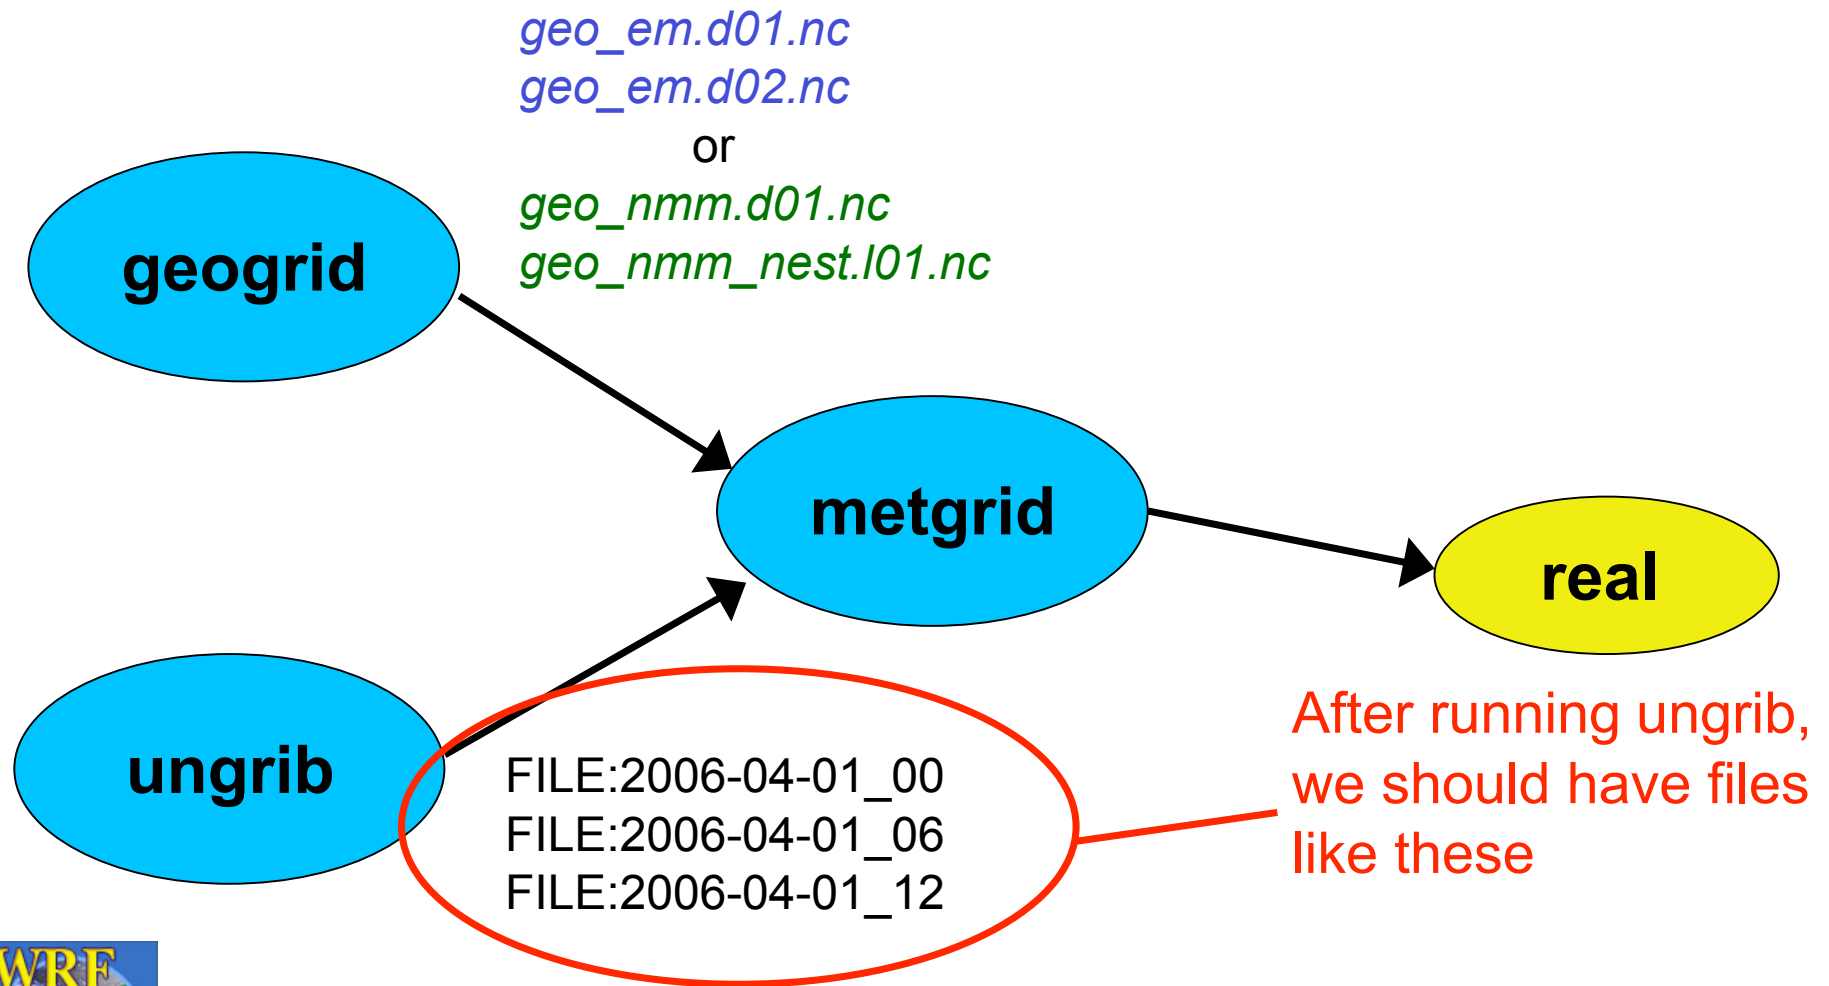 geo_em.d01.nc
geo_em.d02.nc
or
geo_nmm.d01.nc
geo_nmm_nest.l01.nc
geogrid
metgrid
real
ungrib
FILE:2006-04-01_00
FILE:2006-04-01_06
FILE:2006-04-01_12
After running ungrib,
we should have files
like these
WRF